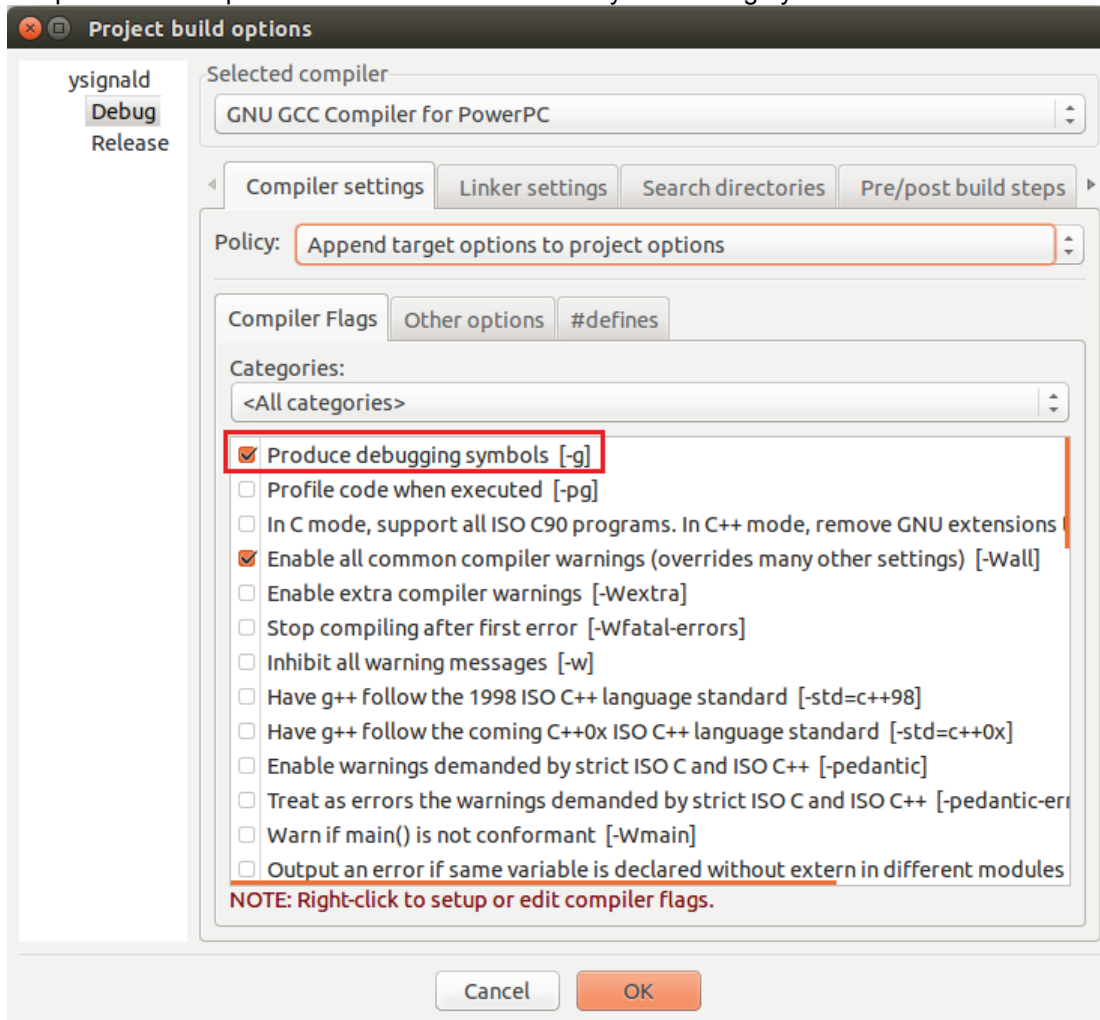 Project build options
ysignald
Debug
Release
Selected compiler
GNU GCC Compiler for PowerPC
Compiler settings
Linker settings
Search directories
Pre/post build steps
Policy:
Append target options to project options
Compiler Flags
Other options
#defines
Categories:
<All categories>
Produce debugging symbols [-g]
Profile code when executed [-pg]
In C mode, support all ISO C90 programs. In C++ mode, remove GNU extensions
Enable all common compiler warnings (overrides many other settings) [-Wall]
Enable extra compiler warnings [-Wextra]
Stop compiling after first error [-Wfatal-errors]
Inhibit all warning messages [-w]
Have g++ follow the 1998 ISO C++ language standard [-std=c++98]
Have g++ follow the coming C++0x ISO C++ language standard [-std=c++0x]
Enable warnings demanded by strict ISO C and ISO C++ [-pedantic]
Treat as errors the warnings demanded by strict ISO C and ISO C++ [-pedantic-err
Warn if main() is not conformant [-Wmain]
Output an error if same variable is declared without extern in different modules
NOTE: Right-click to setup or edit compiler flags.
Cancel
OK